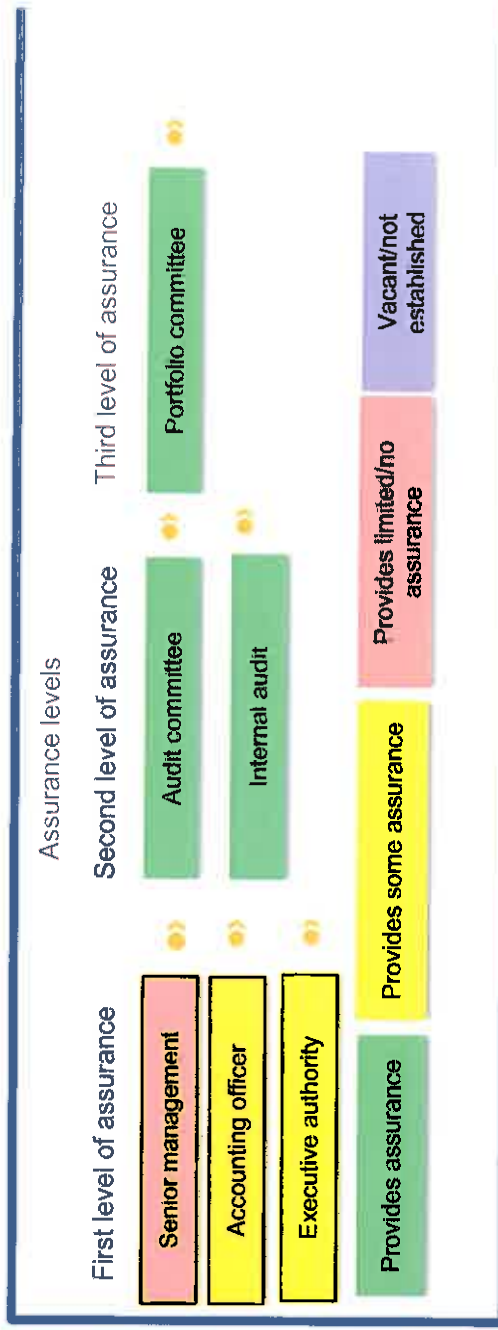 Assurance levels
First level of assurance
Second level of assurance
Third level of assurance
Senior management
Audit committee
Portfolio committee
Accounting officer
Internal audit
Executive authority
Provides assurance
Provides some assurance
Provides limited/no
assurance
Vacant/not
established